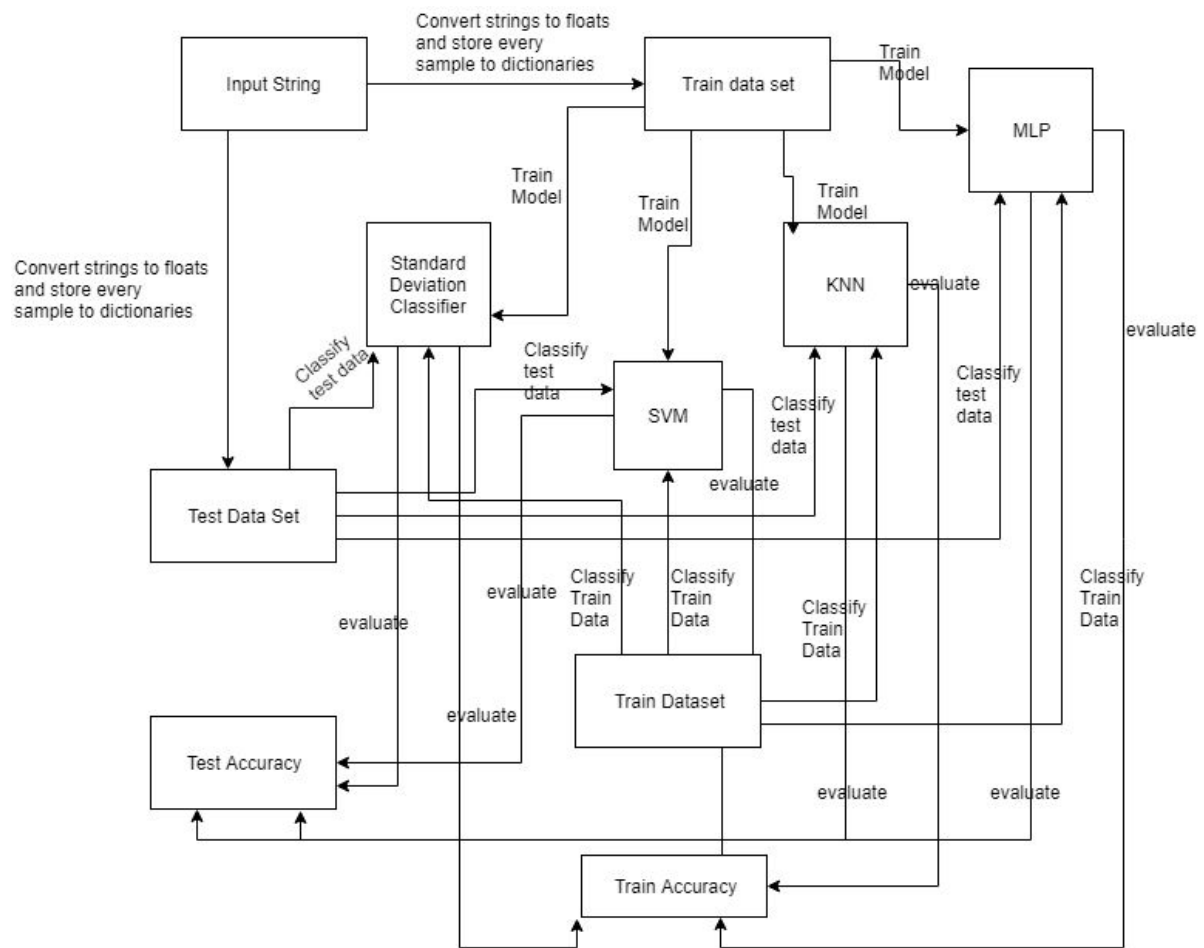 Convert strings to floats
and store every
sample to dictionaries
Input String
Train data set
Train
Model
MLP
Train
Model
Train
Model
Train
Model
Standard
Deviation
Classifier
KNN
evaluate
Convert strings to floats
and store every
sample to dictionaries
evaluate
Classify
test data
Classify
test
data
SVM
Classify
test
data
Classify
test
data
evaluate
Test Data Set
evaluate
Classify
Train
Data
Classify
Train
Data
Classify
Train
Data
Classify
Train
Data
evaluate
Train Dataset
evaluate
Test Accuracy
evaluate
evaluate
Train Accuracy